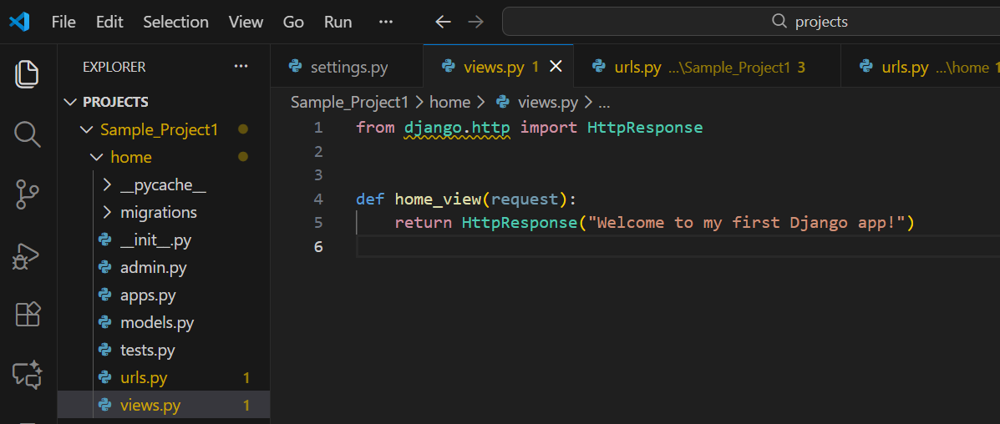 File Edit Selection View Go Run ··· projects
EXPLORER ···
settings.py
views.py 1
urls.py ...\Sample_Project1 3
urls.py ...\home 1
PROJECTS
Sample_Project1
home
__pycache__
migrations
__init__.py
admin.py
apps.py
models.py
tests.py
urls.py 1
views.py 1
Sample_Project1 > home > views.py > ...
1 from django.http import HttpResponse
2
3
4 def home_view(request):
5     return HttpResponse("Welcome to my first Django app!")
6